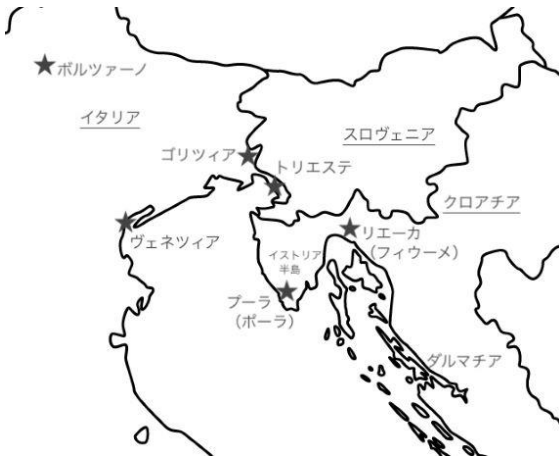 ボルツァーノ
イタリア
スロヴェニア
ゴリツィア
トリエステ
クロアチア
リエーカ
(フィウーメ)
ヴェネツィア
イストリア
半島
プーラ
(ポーラ)
ダルマチア